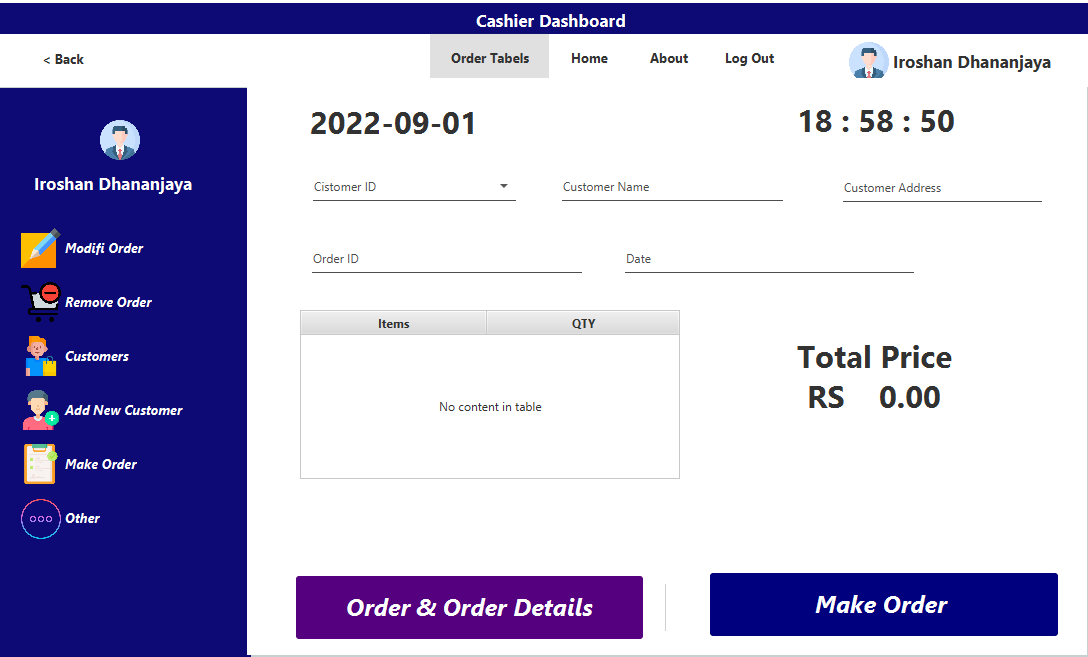 Cashier Dashboard
< Back
Order Tabels
Home
About
Log Out
Iroshan Dhananjaya
Iroshan Dhananjaya
Modifi Order
Remove Order
Customers
Add New Customer
Make Order
Other
2022-09-01
18 : 58 : 50
Cistomer ID
Customer Name
Customer Address
Order ID
Date
Items
QTY
No content in table
Total Price
RS 0.00
Order & Order Details
Make Order